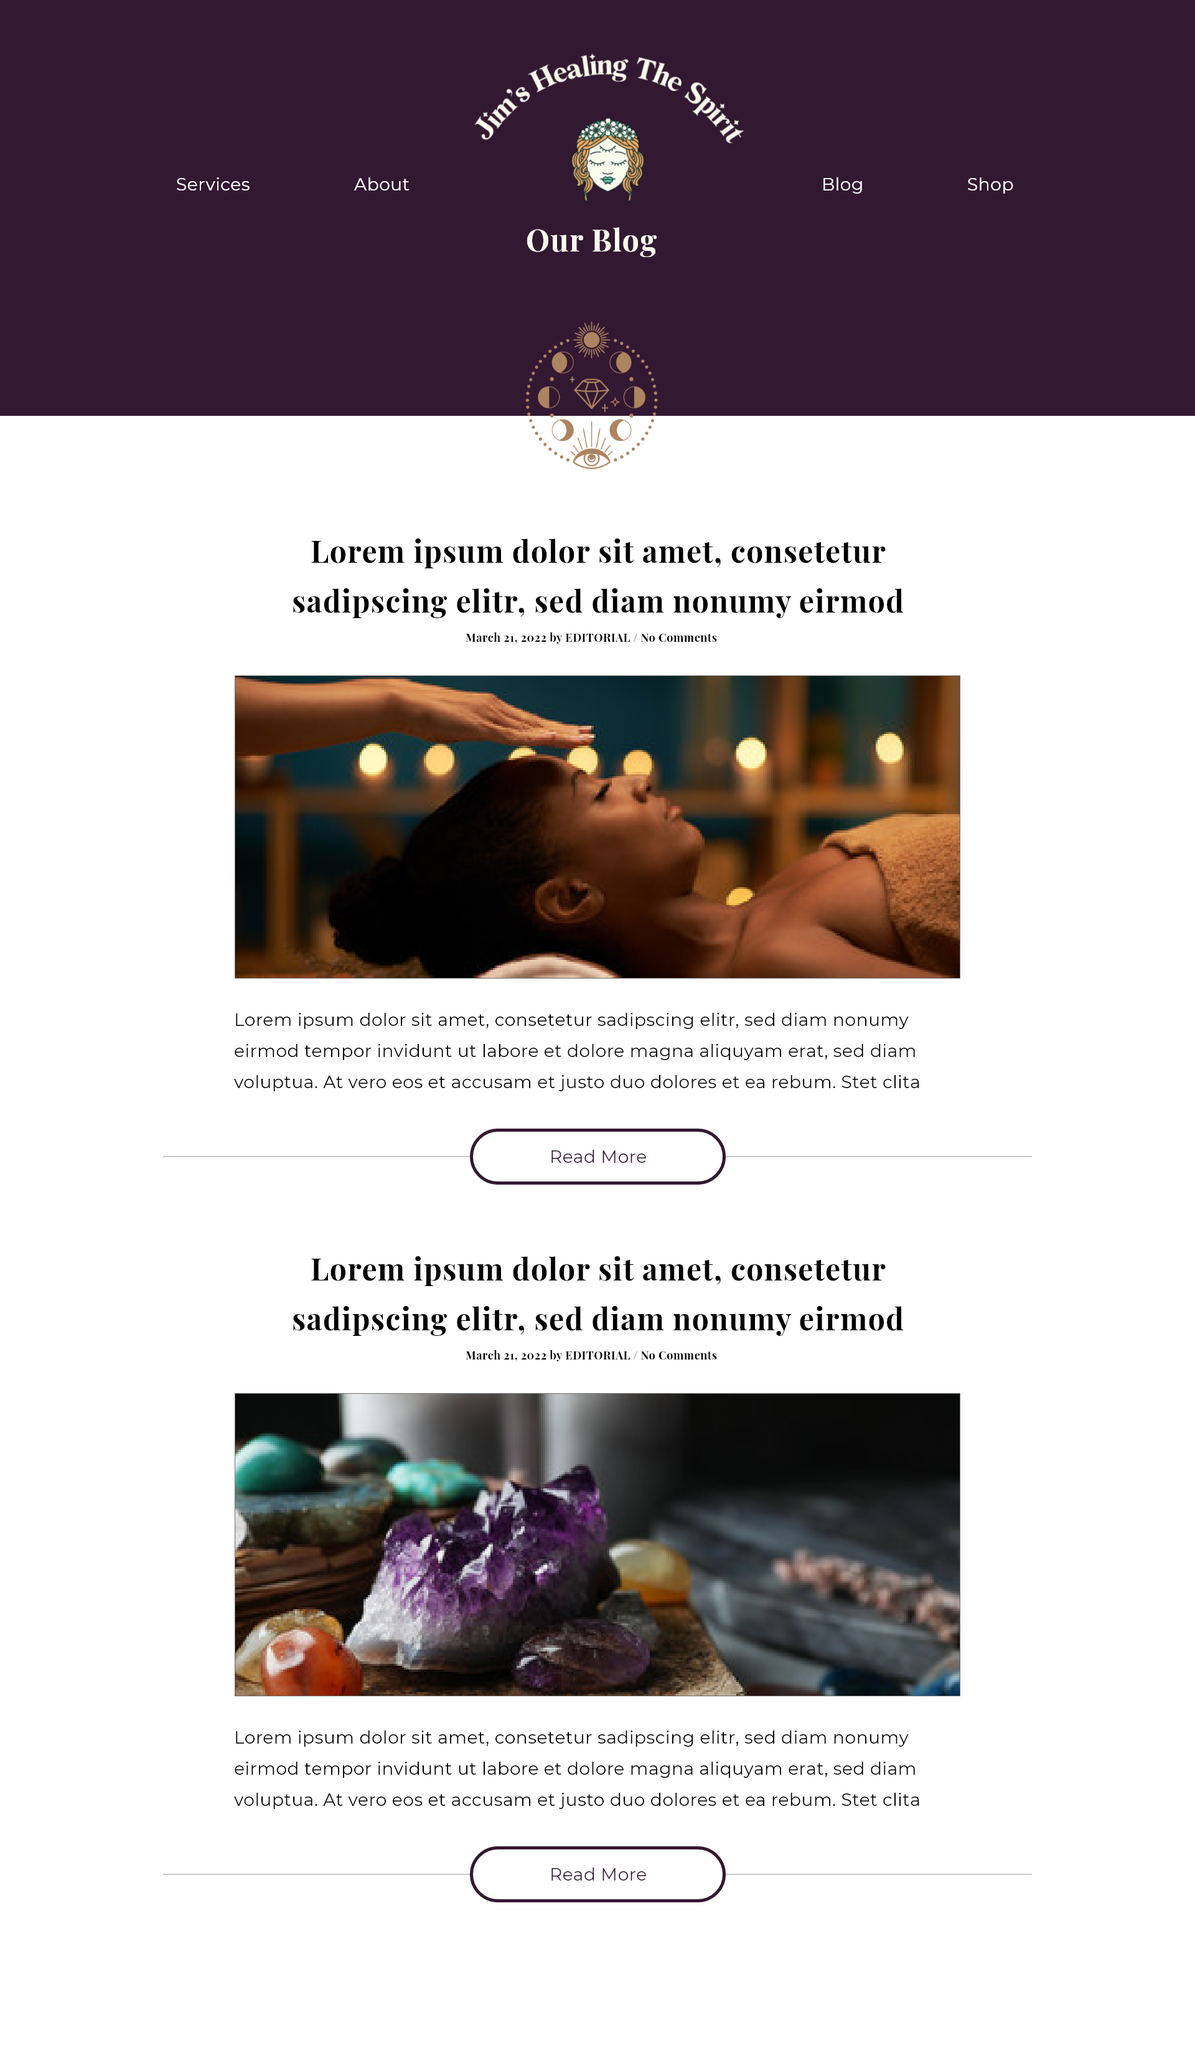 Jim's Healing The Spirit
Services
About
Blog
Shop
Our Blog
Lorem ipsum dolor sit amet, consetetur
sadipscing elitr, sed diam nonumy eirmod
March 21, 2022 by EDITORIAL / No Comments
Lorem ipsum dolor sit amet, consetetur sadipscing elitr, sed diam nonumy
eirmod tempor invidunt ut labore et dolore magna aliquyam erat, sed diam
voluptua. At vero eos et accusam et justo duo dolores et ea rebum. Stet clita
Read More
Lorem ipsum dolor sit amet, consetetur
sadipscing elitr, sed diam nonumy eirmod
March 21, 2022 by EDITORIAL / No Comments
Lorem ipsum dolor sit amet, consetetur sadipscing elitr, sed diam nonumy
eirmod tempor invidunt ut labore et dolore magna aliquyam erat, sed diam
voluptua. At vero eos et accusam et justo duo dolores et ea rebum. Stet clita
Read More